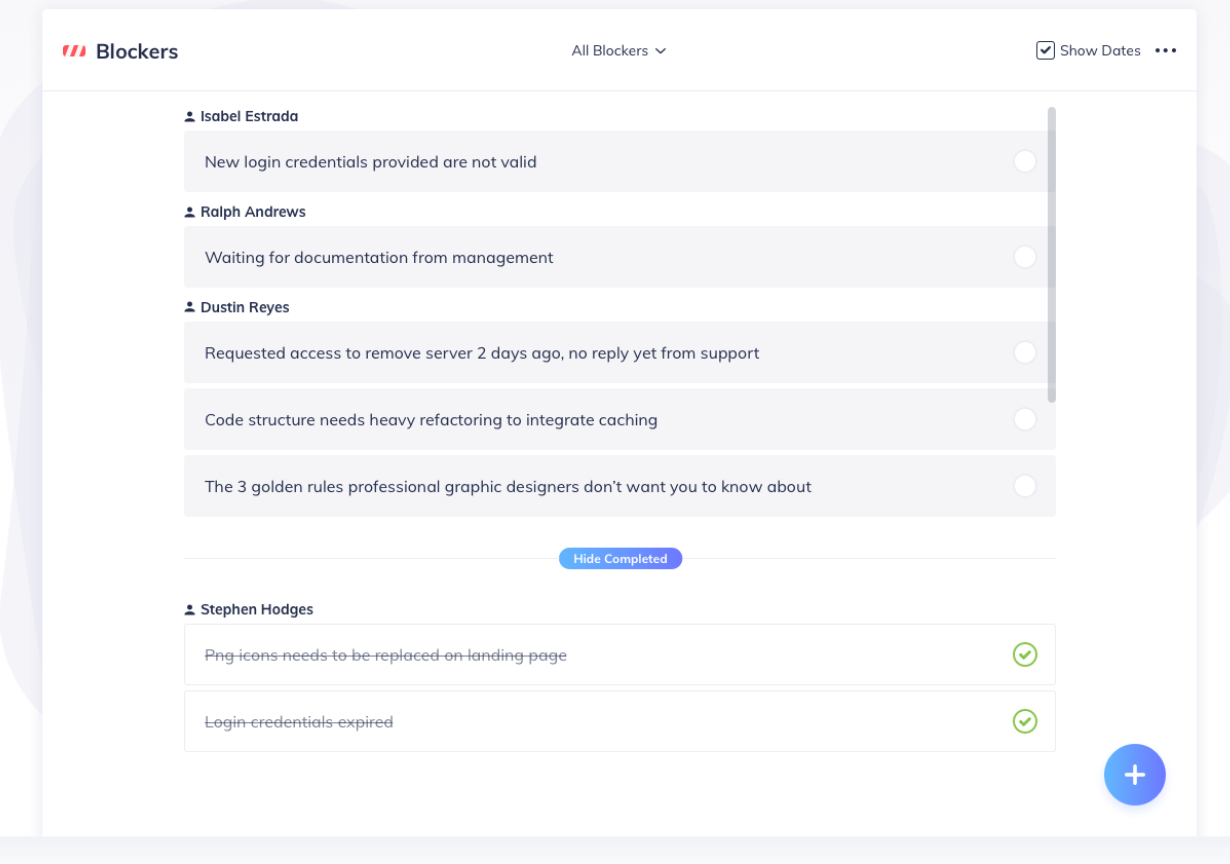 Blockers
All Blockers
Show Dates
Isabel Estrada
New login credentials provided are not valid
Ralph Andrews
Waiting for documentation from management
Dustin Reyes
Requested access to remove server 2 days ago, no reply yet from support
Code structure needs heavy refactoring to integrate caching
The 3 golden rules professional graphic designers don’t want you to know about
Hide Completed
Stephen Hodges
Png icons needs to be replaced on landing page
Login credentials expired